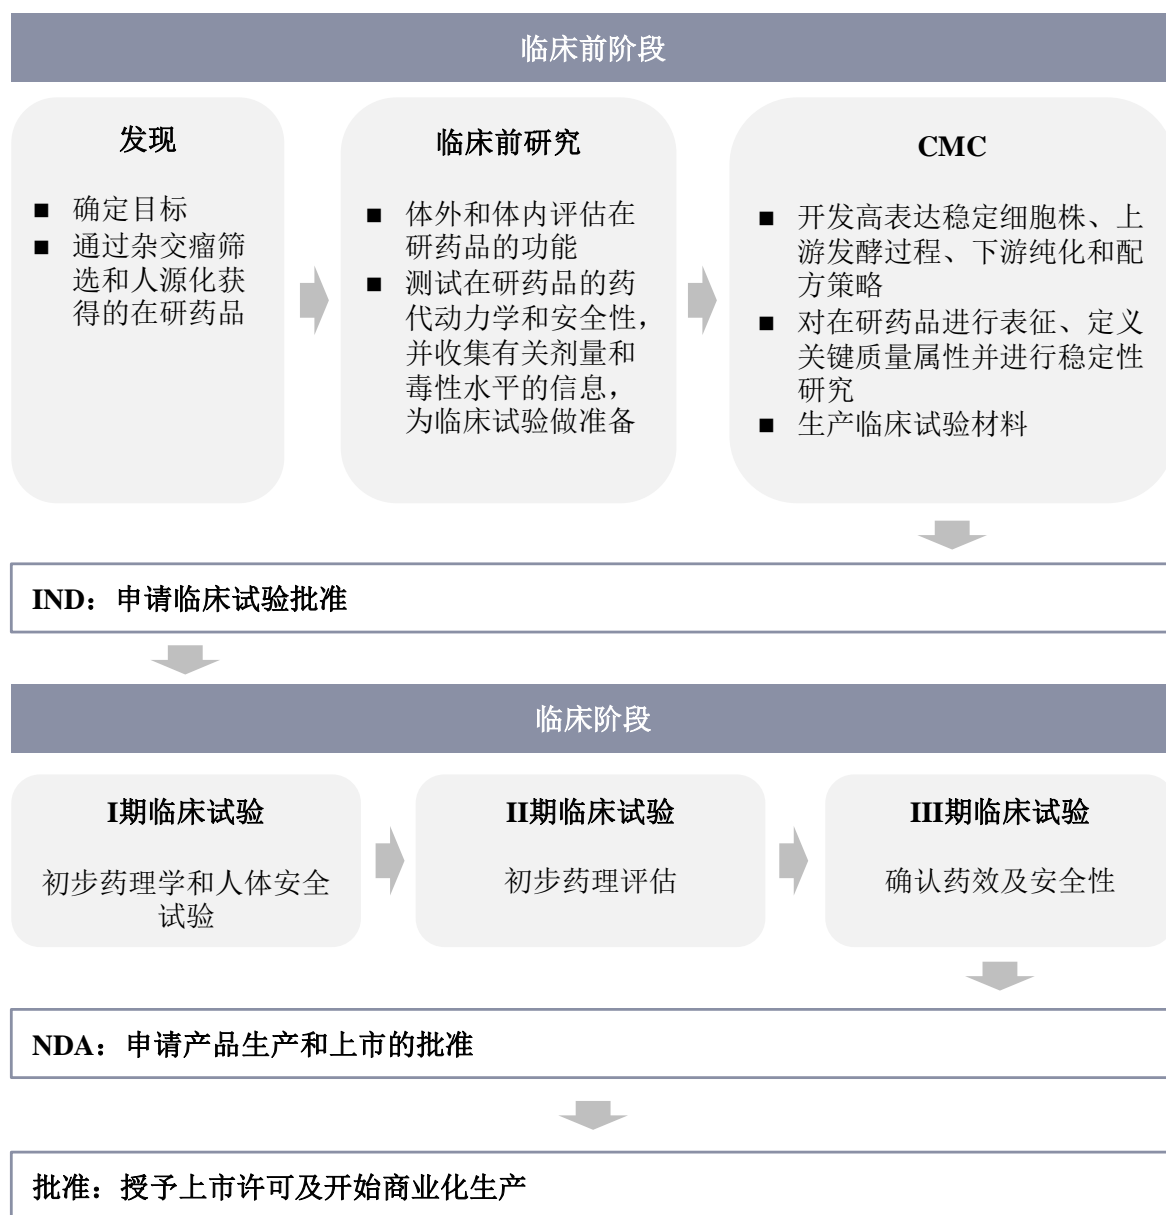 临床前阶段
发现
■ 确定目标
■ 通过杂交瘤筛
选和人源化获
得的在研药品
临床前研究
■ 体外和体内评估在
研药品的功能
■ 测试在研药品的药
代动力学和安全性，
并收集有关剂量和
毒性水平的信息，
为临床试验做准备
CMC
■ 开发高表达稳定细胞株、上
游发酵过程、下游纯化和配
方策略
■ 对在研药品进行表征、定义
关键质量属性并进行稳定性
研究
■ 生产临床试验材料
IND：申请临床试验批准
临床阶段
I期临床试验
初步药理学和人体安全
试验
II期临床试验
初步药理评估
III期临床试验
确认药效及安全性
NDA：申请产品生产和上市的批准
批准：授予上市许可及开始商业化生产